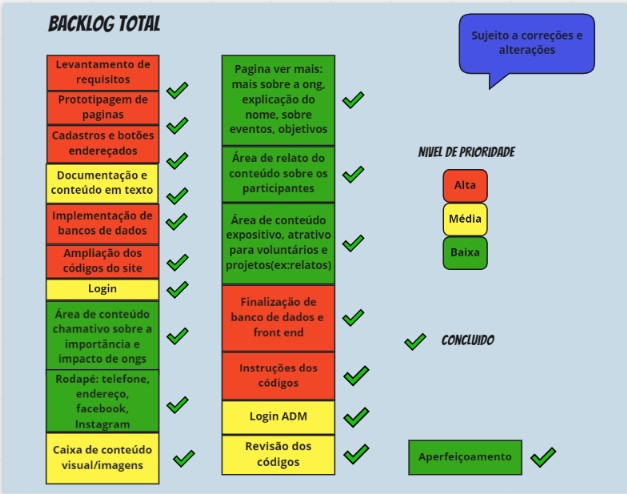 BACKLOG TOTAL
Levantamento de
requisitos
Prototipagem de
paginas
Cadastros e botões
endereçados
Documentação e
conteúdo em texto
Implementação de
bancos de dados
Ampliação dos
códigos do site
Login
Área de conteúdo
chamativo sobre a
importância e
impacto de ongs
Rodapé: telefone,
endereço,
facebook,
Instagram
Caixa de conteúdo
visual/imagens
Pagina ver mais:
mais sobre a ong,
explicação do
nome, sobre
eventos, objetivos
Área de relato do
conteúdo sobre os
participantes
Área de conteúdo
expositivo, atrativo
para voluntários e
projetos(ex:relatos)
Finalização de
banco de dados e
front end
Instruções dos
códigos
Login ADM
Revisão dos
códigos
Sujeito a correções e
alterações
NIVEL DE PRIORIDADE
Alta
Média
Baixa
CONCLUIDO
Aperfeiçoamento